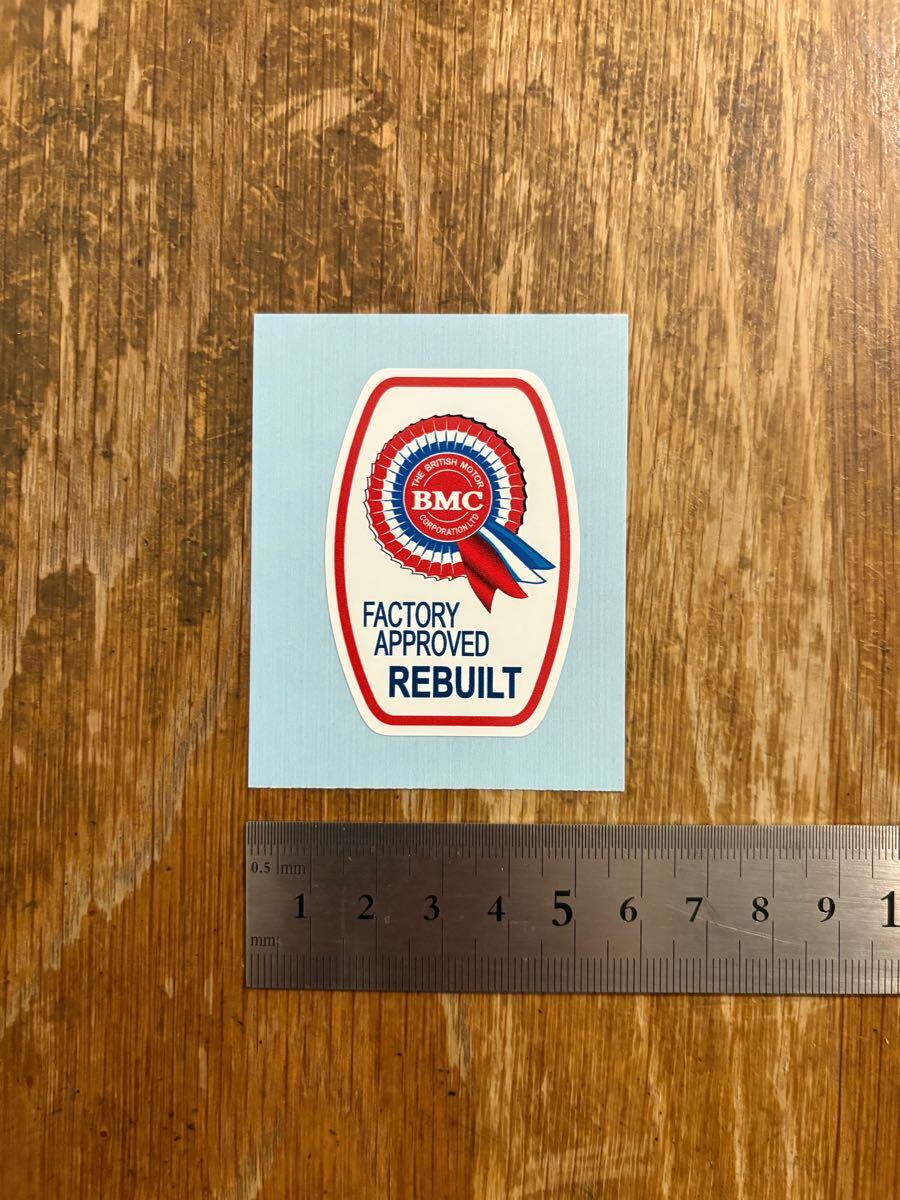 THE BRITISH MOTOR
BMC
CORPORATION LTD
FACTORY
APPROVED
REBUILT
0.5 mm
1 2 3 4 5 6 7 8 9 1
mm